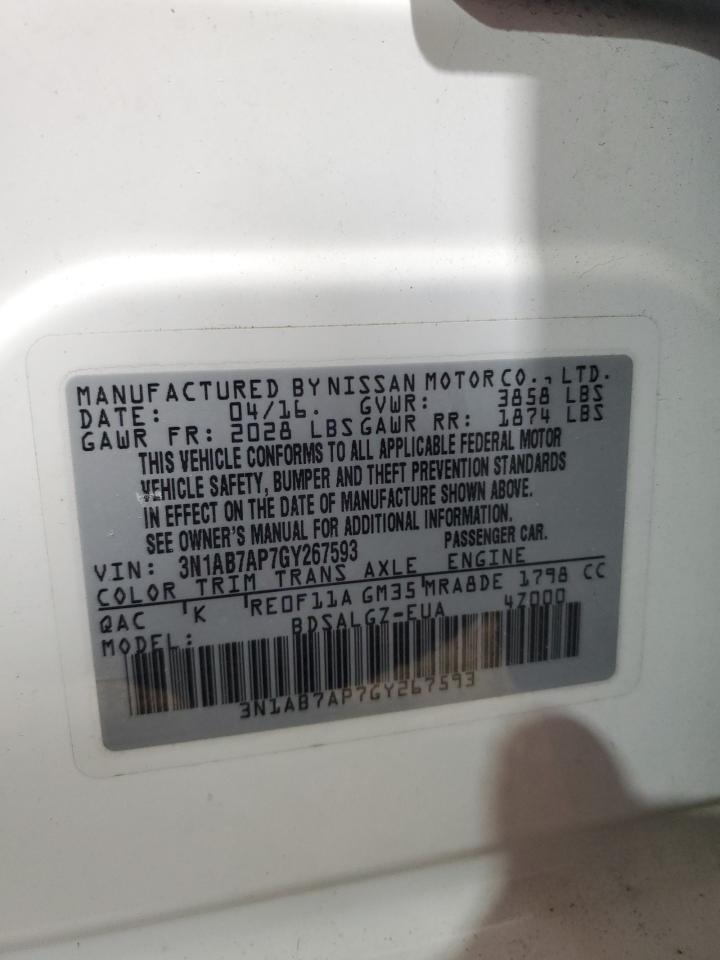 MANUFACTURED BY NISSAN MOTOR CO., LTD.
DATE: 04/16. GVWR: 3858 LBS
GAWR FR: 2028 LBS GAWR RR: 1874 LBS
THIS VEHICLE CONFORMS TO ALL APPLICABLE FEDERAL MOTOR
VEHICLE SAFETY, BUMPER AND THEFT PREVENTION STANDARDS
IN EFFECT ON THE DATE OF MANUFACTURE SHOWN ABOVE.
SEE OWNER'S MANUAL FOR ADDITIONAL INFORMATION.
VIN: 3N1AB7AP7GY267593 PASSENGER CAR.
COLOR TRIM TRANS AXLE ENGINE
QAC K RE0F11A GM35 MRA8DE 1798 CC
MODEL: BDSALGZ-EUA 4Z000
3N1AB7AP7GY267593